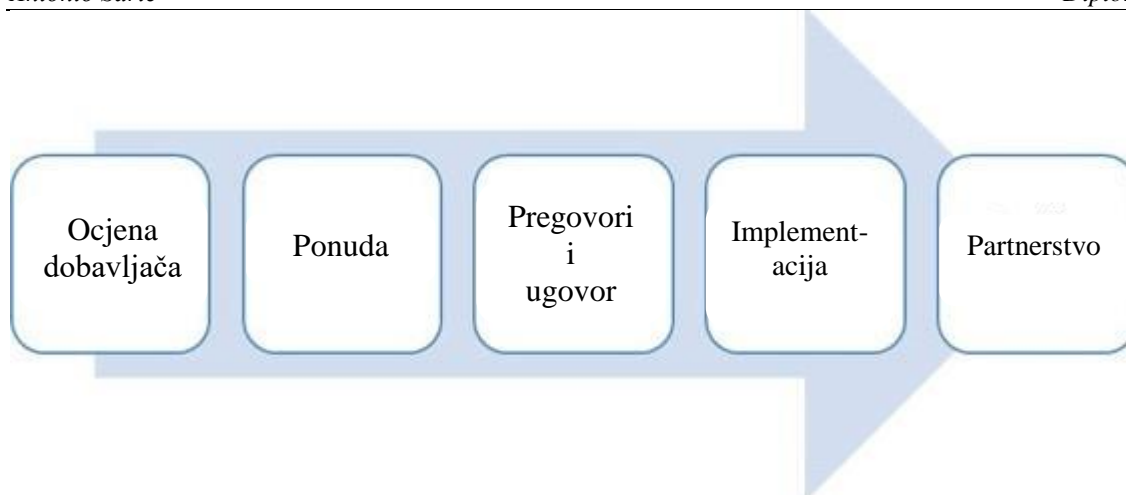 Ocjena
dobavljača
Ponuda
Pregovori
i
ugovor
Implement-
acija
Partnerstvo